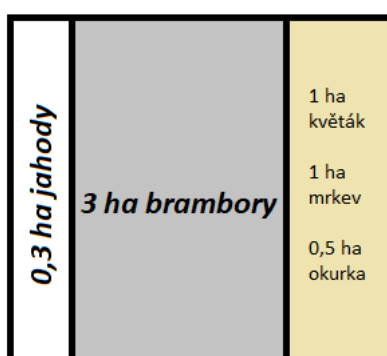 0,3 ha jahody
3 ha brambory
1 ha
květák
1 ha
mrkev
0,5 ha
okurka